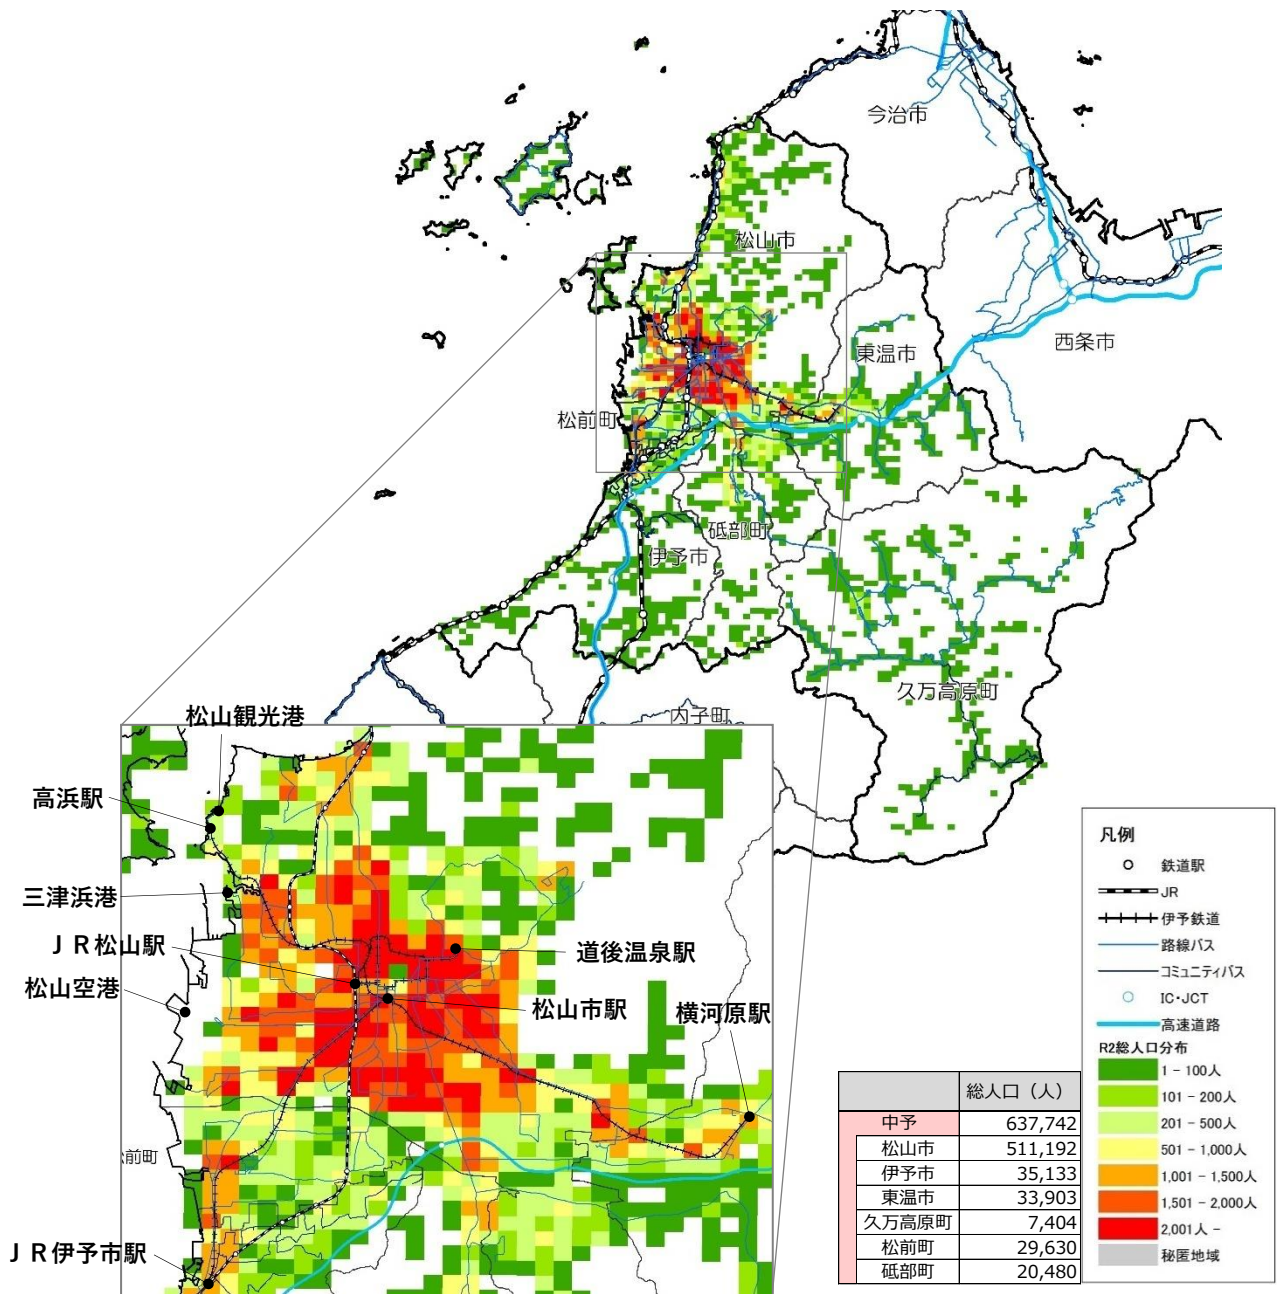 今治市
松山市
東温市
西条市
松前町
砥部町
伊予市
久万高原町
内子町
松山観光港
高浜駅
三津浜港
JR松山駅
松山空港
道後温泉駅
松山市駅
横河原駅
前町
JR伊予市駅
凡例
鉄道駅
JR
伊予鉄道
路線バス
コミュニティバス
IC・JCT
高速道路
R2総人口分布
1 - 100人
101 - 200人
201 - 500人
501 - 1,000人
1,001 - 1,500人
1,501 - 2,000人
2,001人 -
秘匿地域
総人口（人）
中予 637,742
松山市 511,192
伊予市 35,133
東温市 33,903
久万高原町 7,404
松前町 29,630
砥部町 20,480